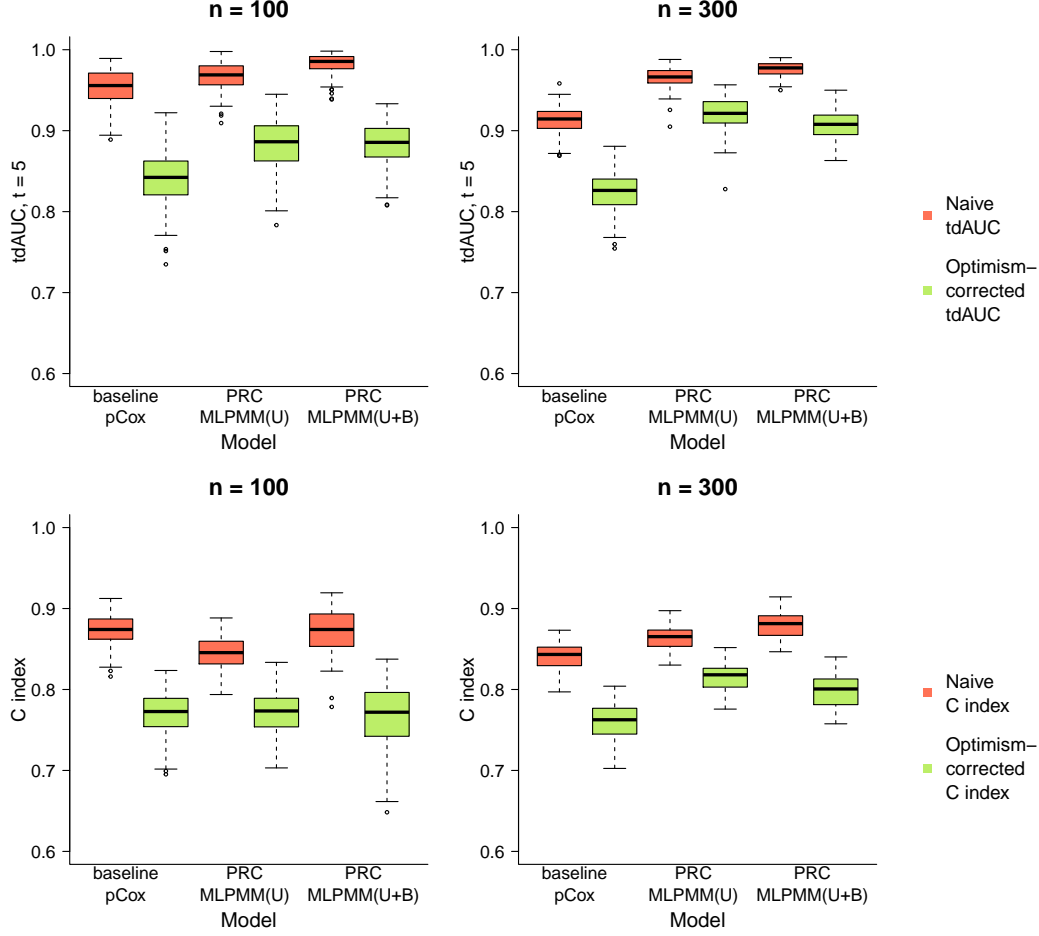 n = 100
n = 300
1.0
0.9
0.8
0.7
0.6
tdAUC, t = 5
baseline
pCox
PRC
MLPMM(U)
PRC
MLPMM(U+B)
Model
1.0
0.9
0.8
0.7
0.6
tdAUC, t = 5
baseline
pCox
PRC
MLPMM(U)
PRC
MLPMM(U+B)
Model
Naive
tdAUC
Optimism−
corrected
tdAUC
n = 100
n = 300
1.0
0.9
0.8
0.7
0.6
C index
baseline
pCox
PRC
MLPMM(U)
PRC
MLPMM(U+B)
Model
1.0
0.9
0.8
0.7
0.6
C index
baseline
pCox
PRC
MLPMM(U)
PRC
MLPMM(U+B)
Model
Naive
C index
Optimism−
corrected
C index